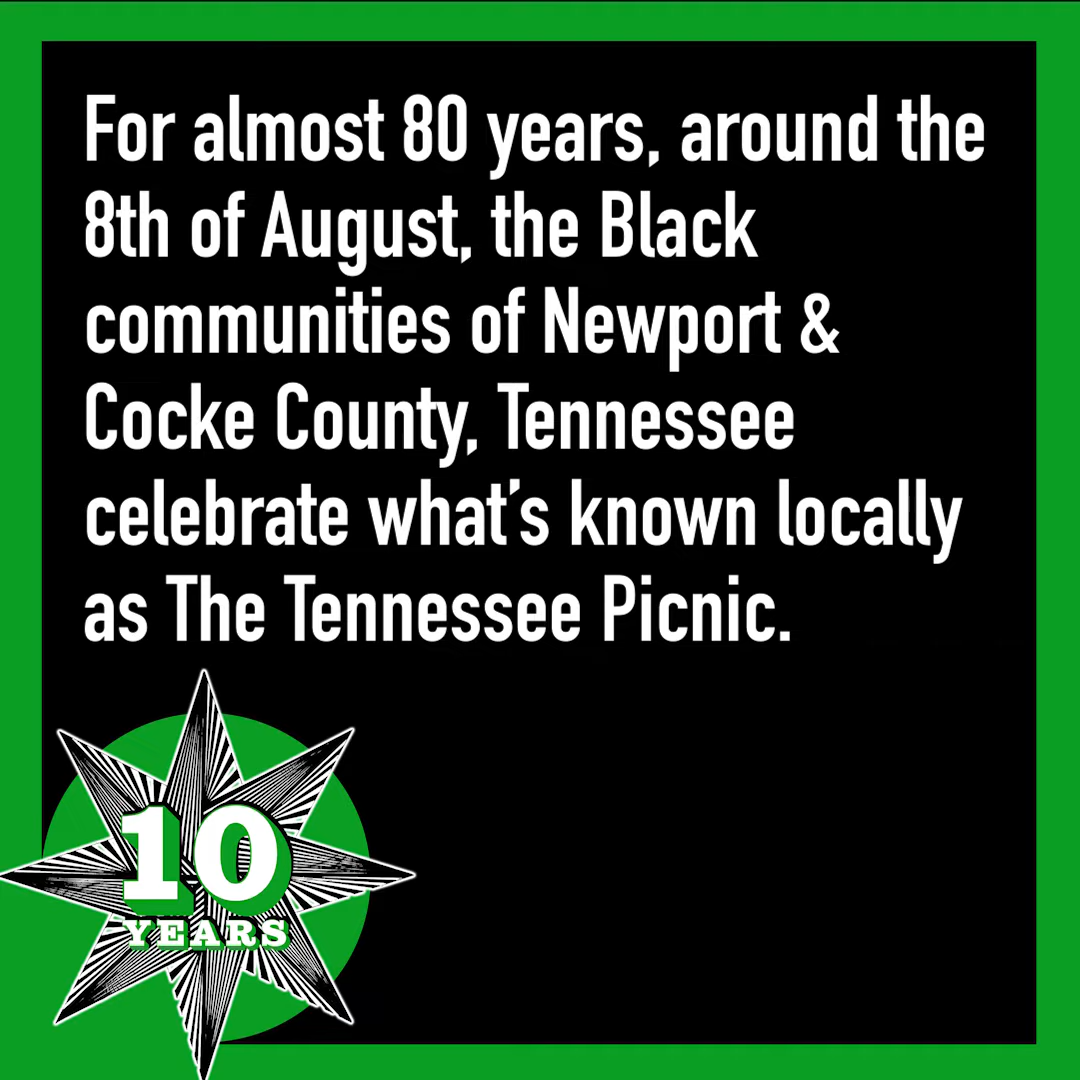 For almost 80 years, around the
8th of August, the Black
communities of Newport &
Cocke County, Tennessee
celebrate what’s known locally
as The Tennessee Picnic.
10
YEARS